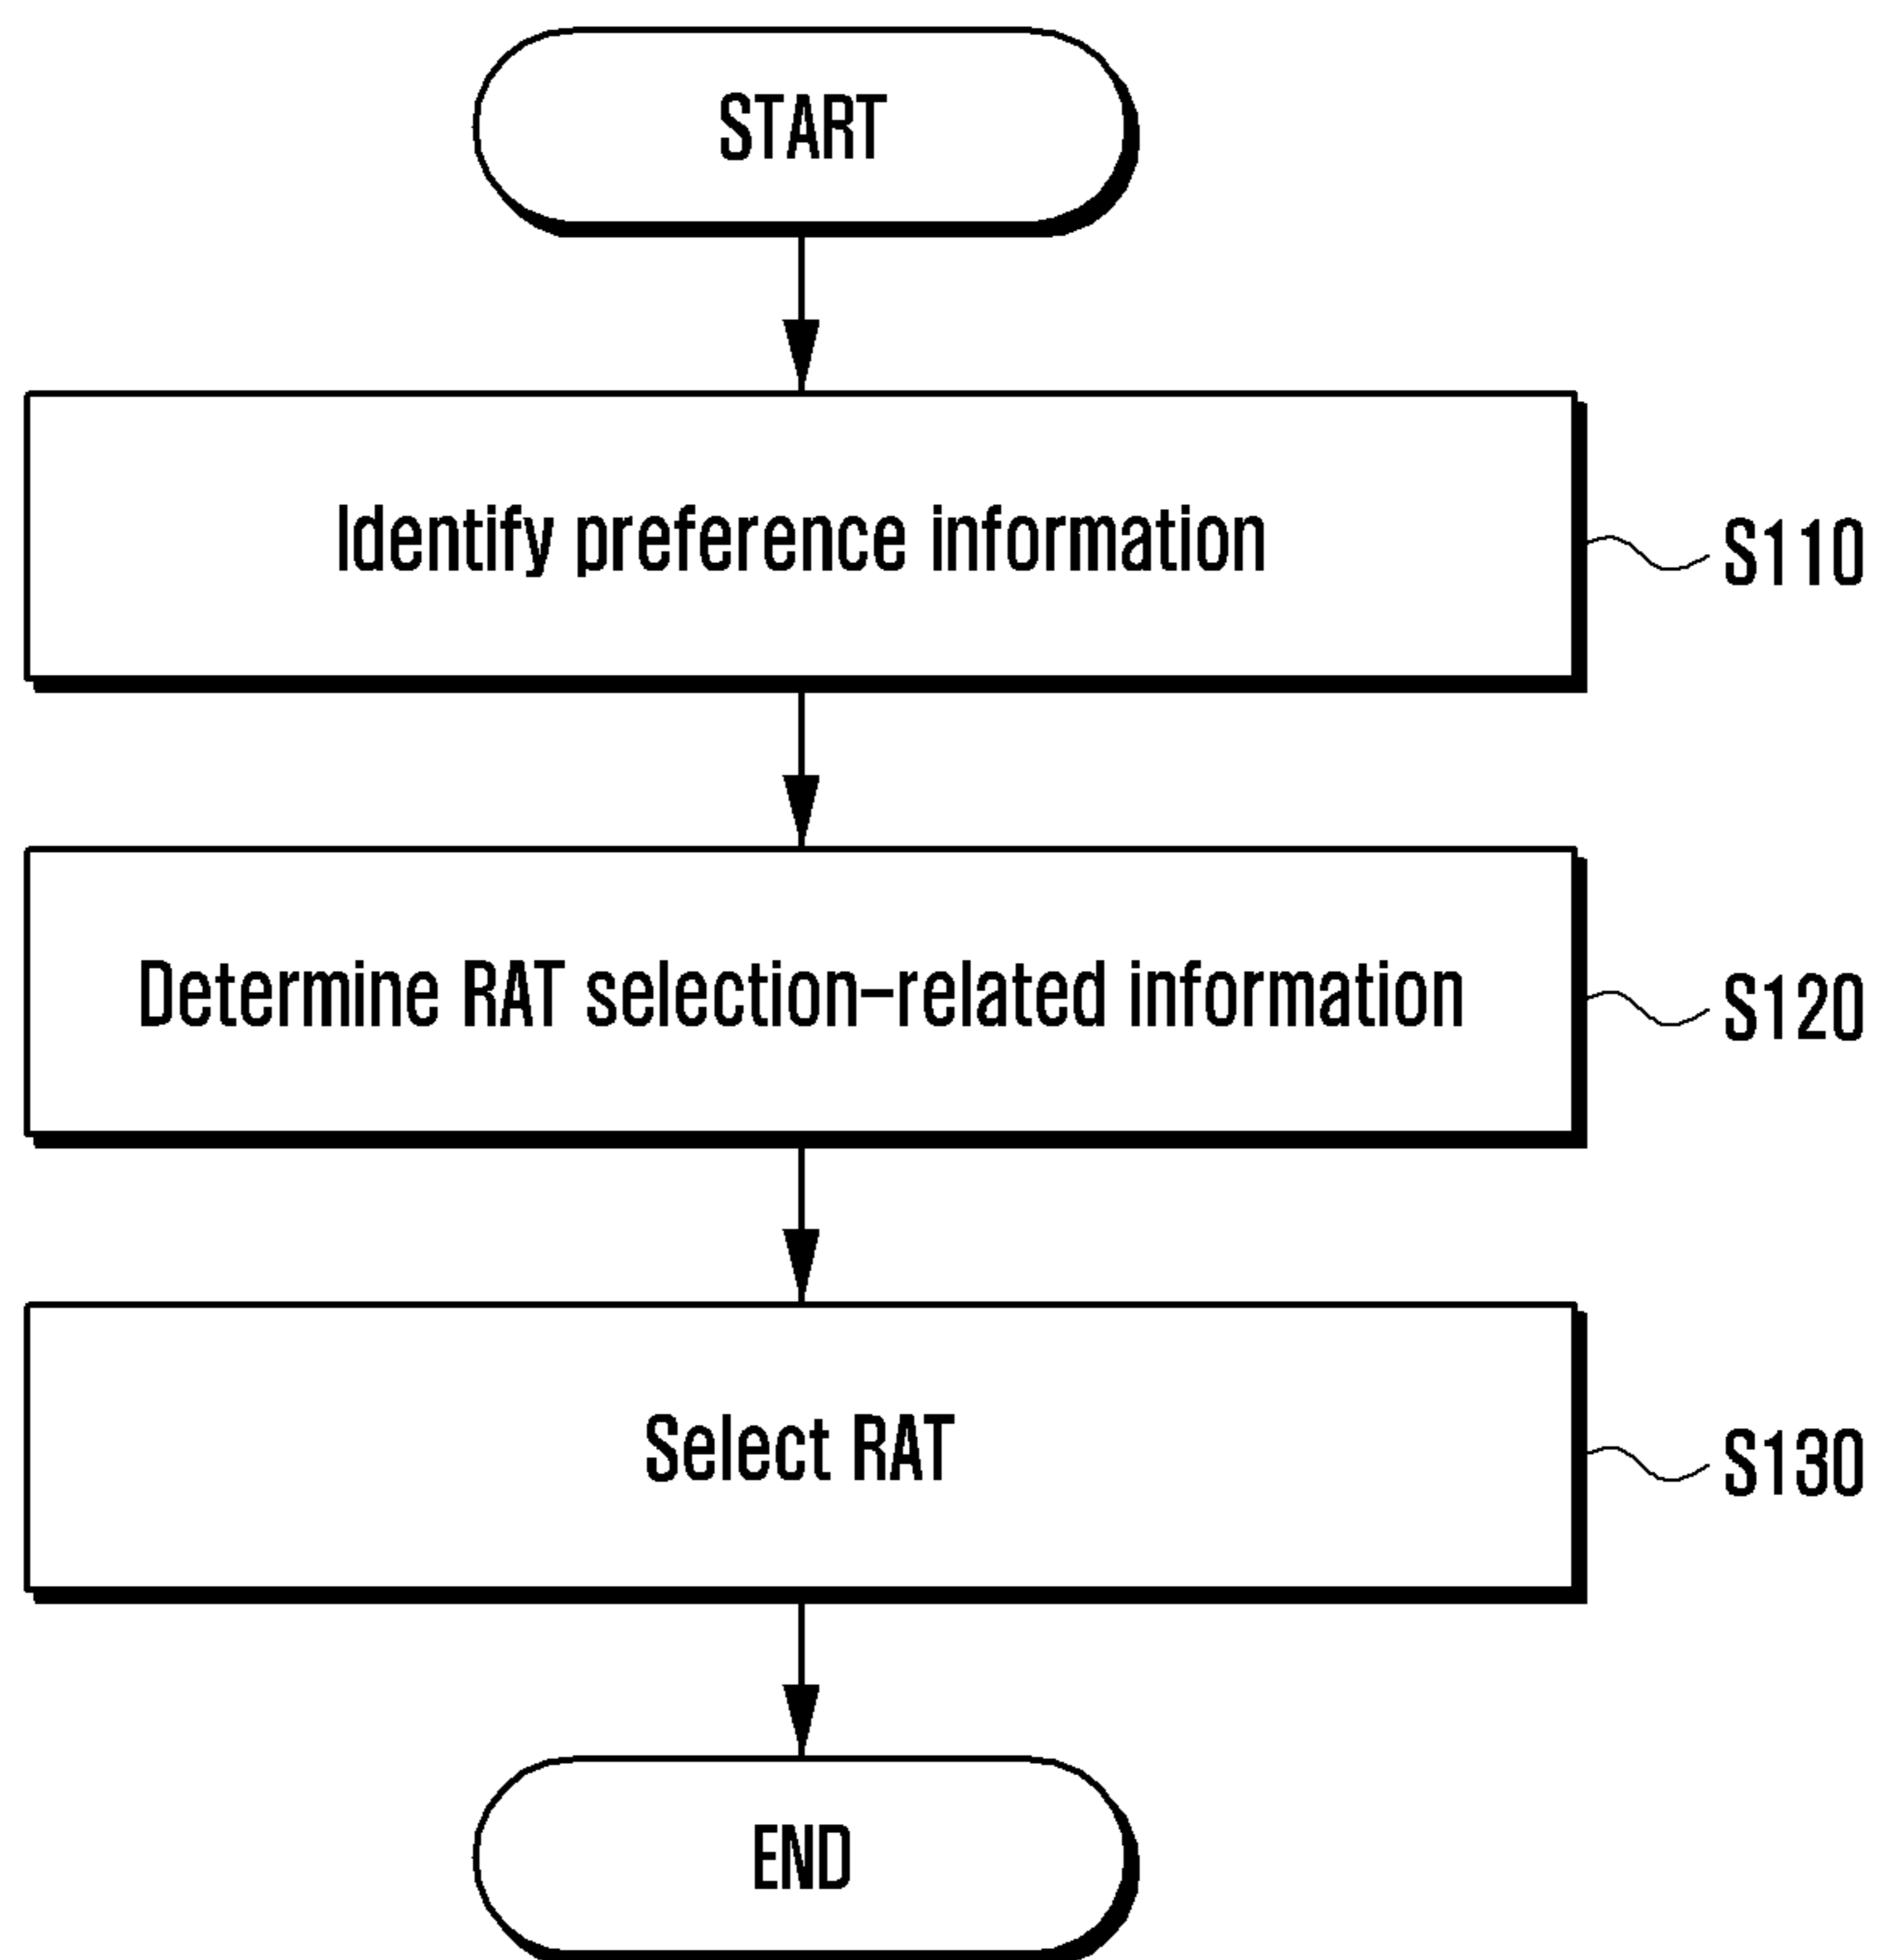 START
Identify preference information
S110
Determine RAT selection-related information
S120
Select RAT
S130
END